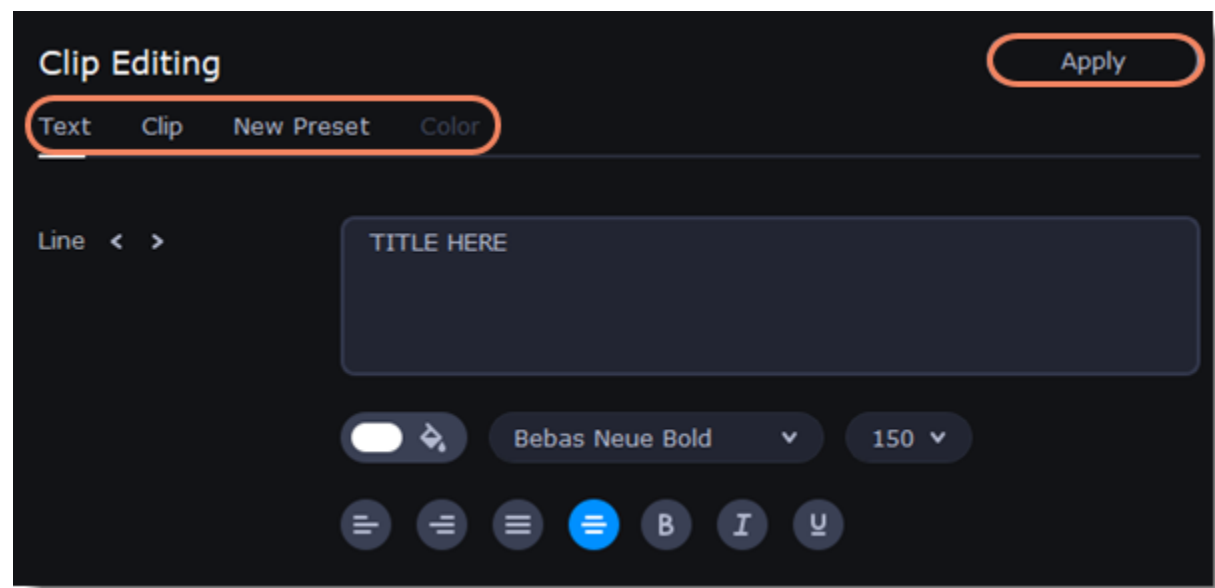 Clip Editing Apply
Text Clip New Preset Color
Line < > TITLE HERE
Bebas Neue Bold 150
B I U